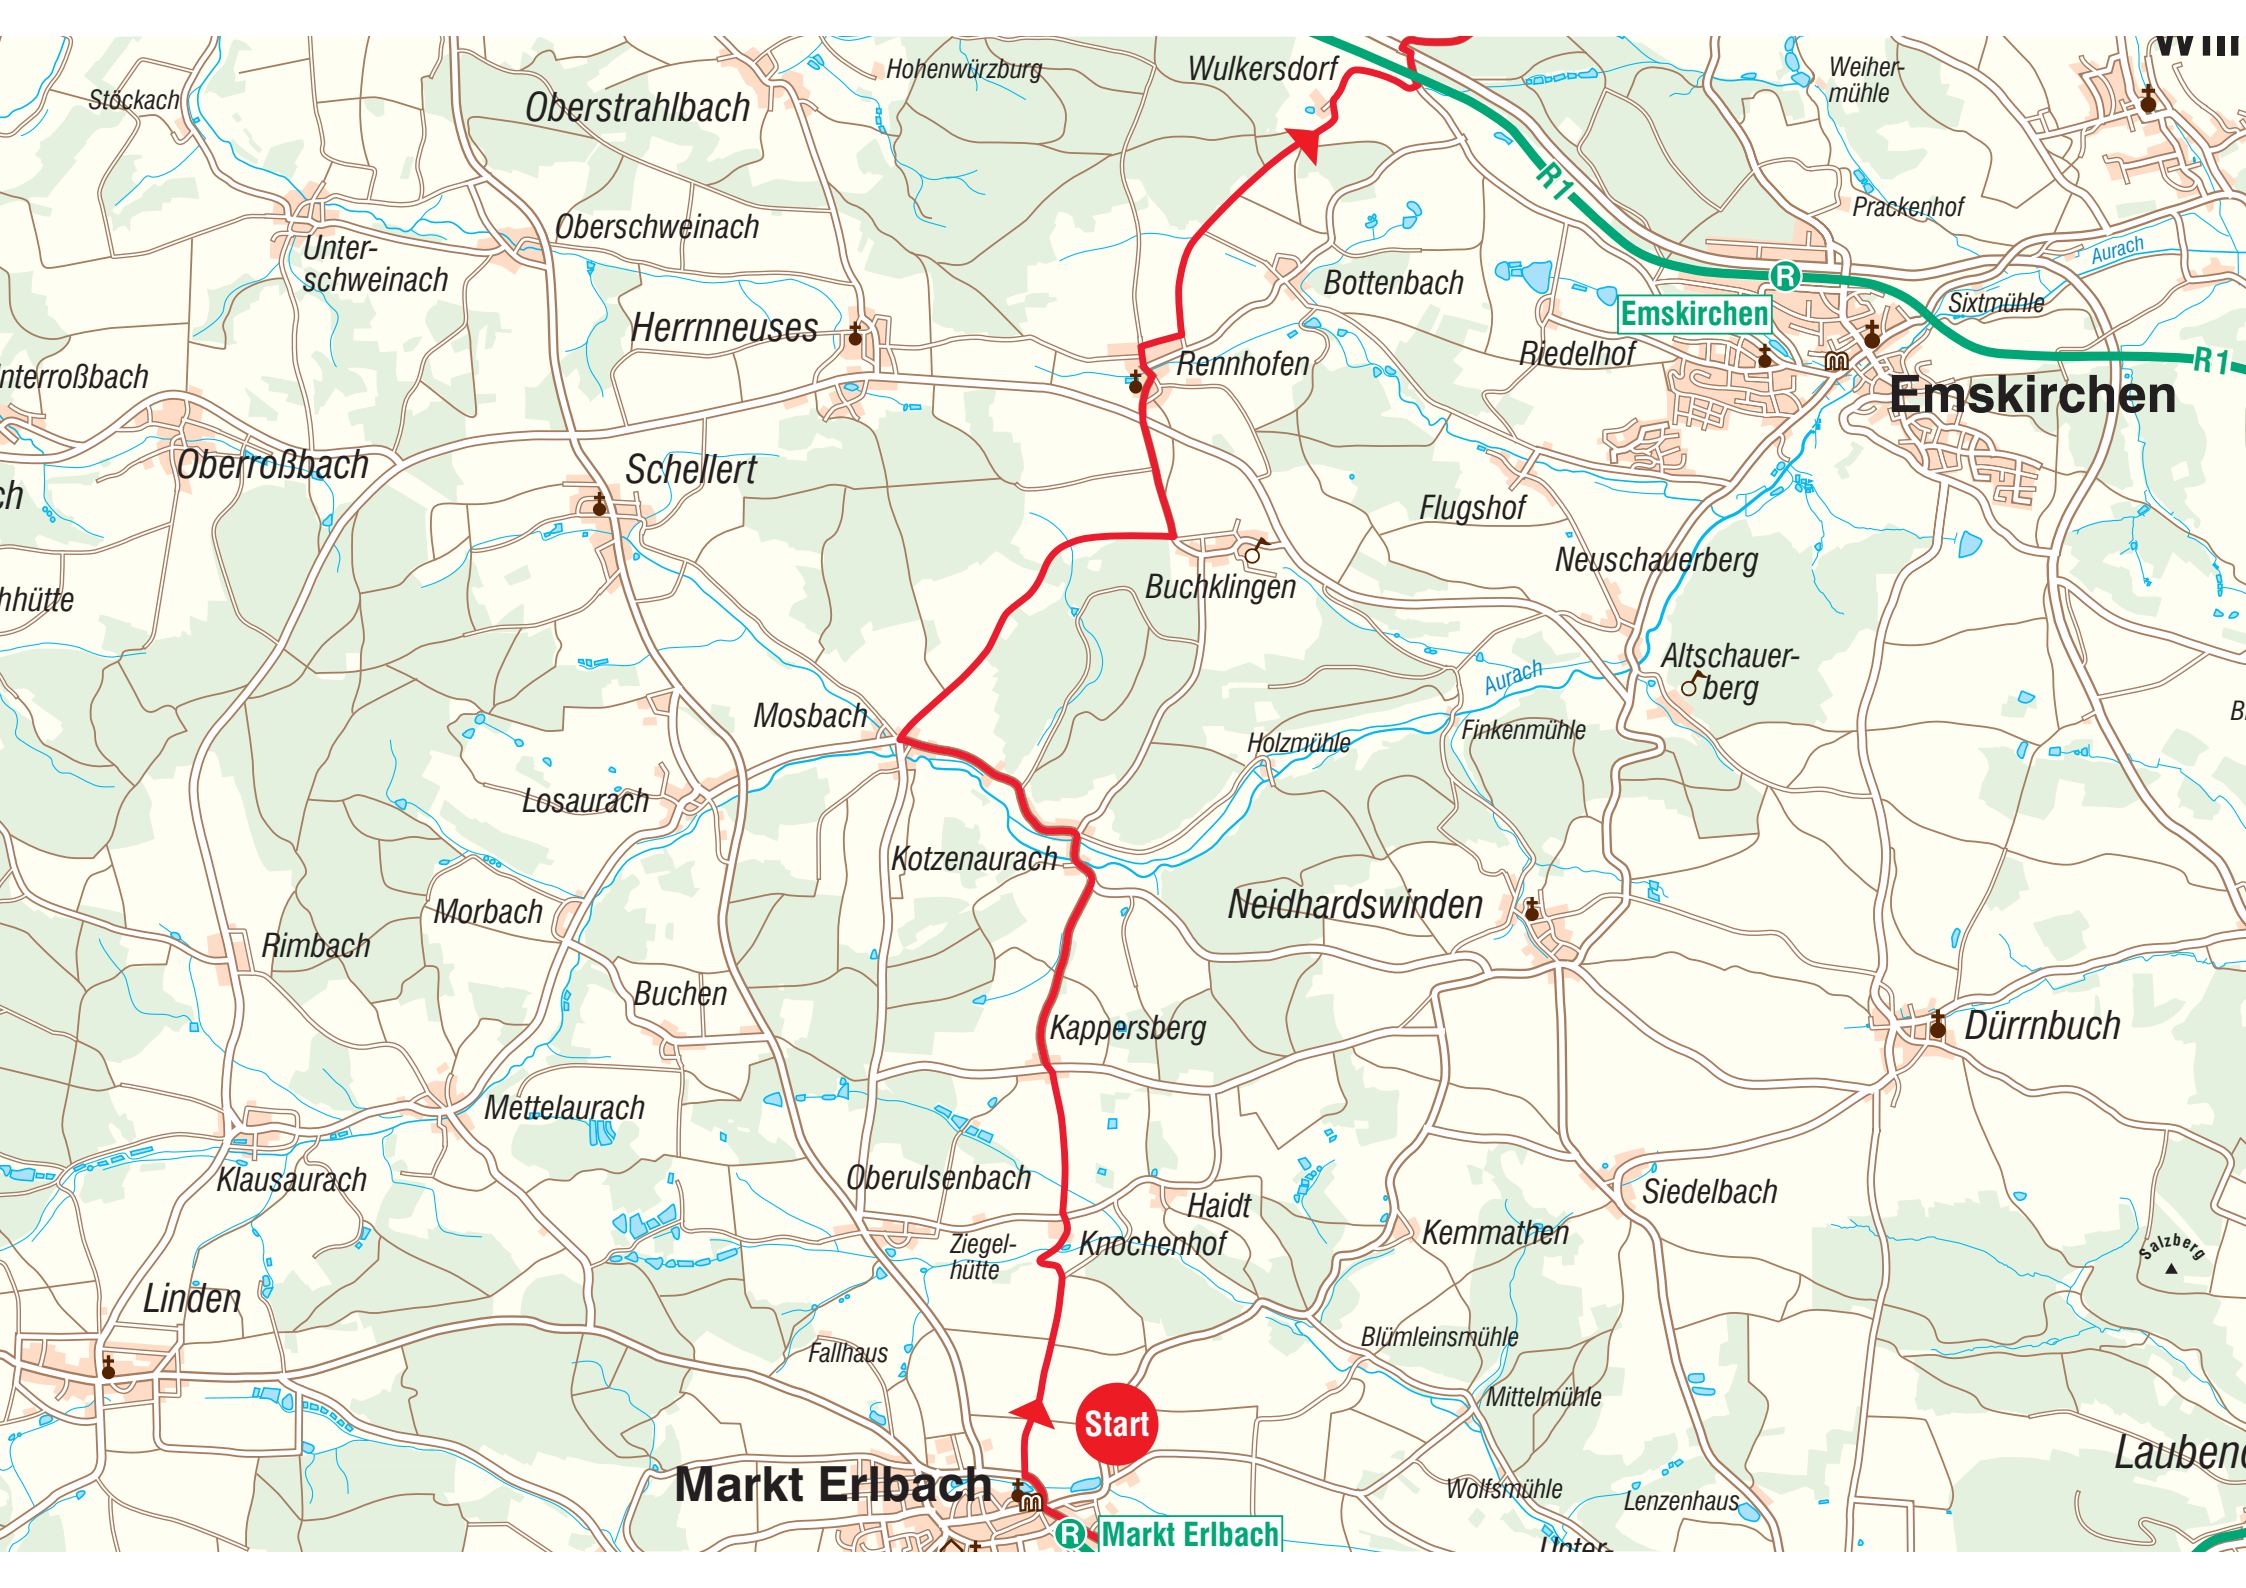 Hohenwürzburg
Wulkersdorf
Weiher-
mühle
Stöckach
Oberstrahlbach
R1
Prackenhof
Oberschweinach
Unter-
schweinach
Aurach
Bottenbach
R
Emskirchen
Sixtmühle
Herrnneuses
Riedelhof
Rennhofen
R1
nterroßbach
Emskirchen
Oberroßbach
Schellert
ch
Flugshof
Neuschauerberg
Buchklingen
hhütte
Altschauer-
berg
Aurach
Mosbach
Finkenmühle
Holzmühle
B
Losaurach
Kotzenaurach
Neidhardswinden
Morbach
Rimbach
Buchen
Kappersberg
Dürrnbuch
Mettelaurach
Klausaurach
Oberulsenbach
Haidt
Siedelbach
Kemmathen
Knochenhof
Ziegel-
hütte
Salzberg
Linden
Blümleinsmühle
Fallhaus
Mittelmühle
Start
Laubend
Markt Erlbach
Wolfsmühle
Lenzenhaus
R
Markt Erlbach
Unter-